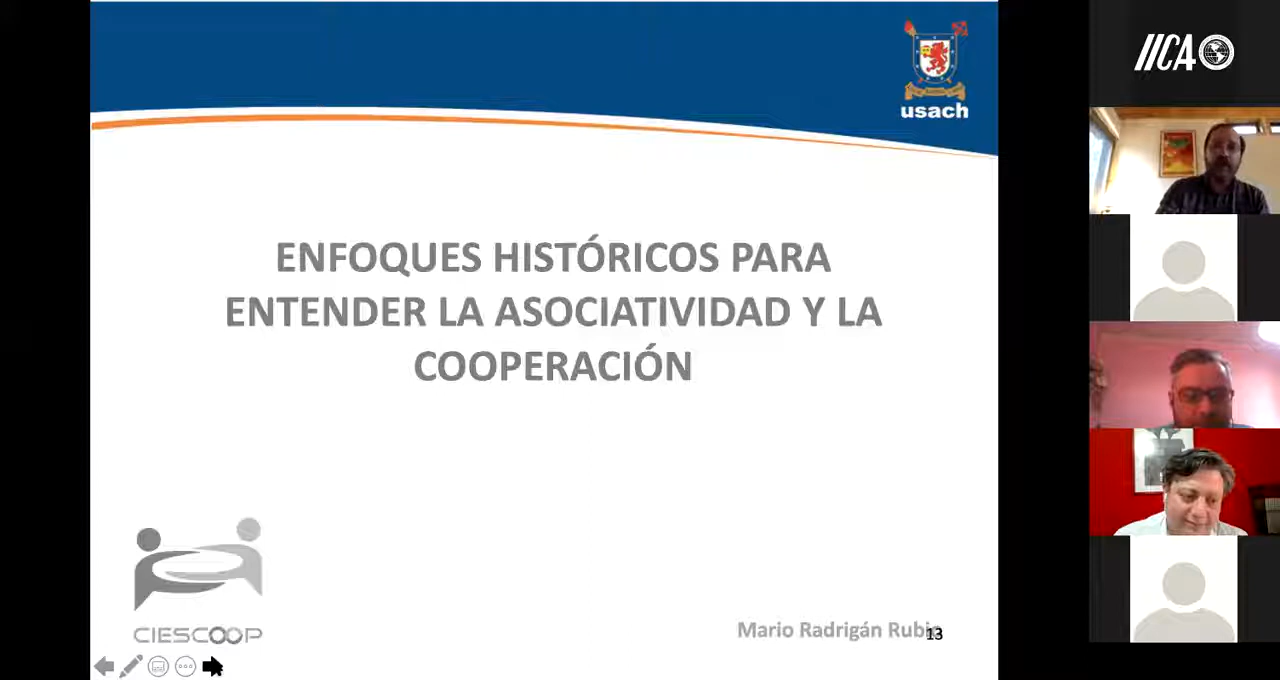 usach
IICA
ENFOQUES HISTÓRICOS PARA
ENTENDER LA ASOCIATIVIDAD Y LA
COOPERACIÓN
CIESCOOP
Mario Radrigán Rubio
13